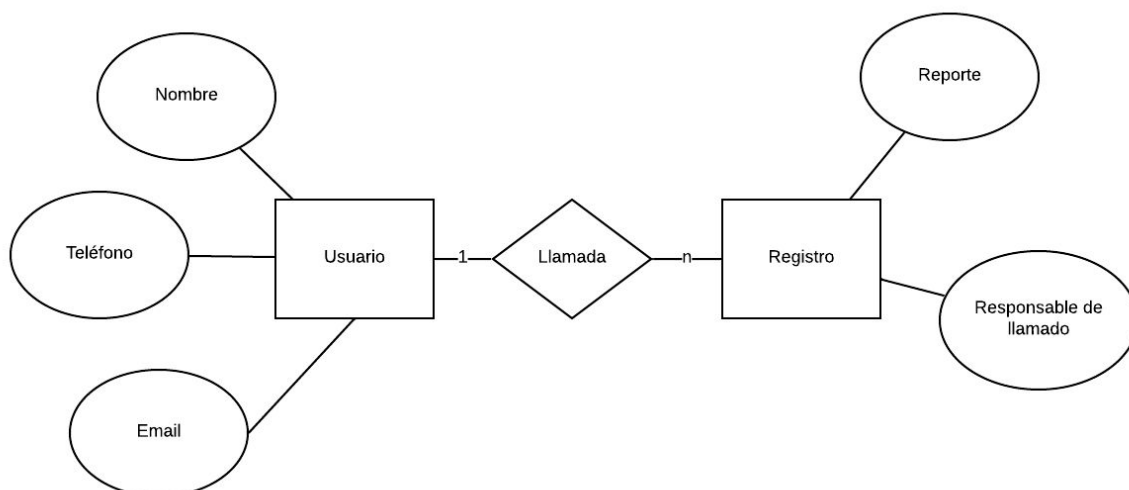 Nombre
Reporte
Teléfono
Usuario
1
Llamada
n
Registro
Responsable de
llamado
Email